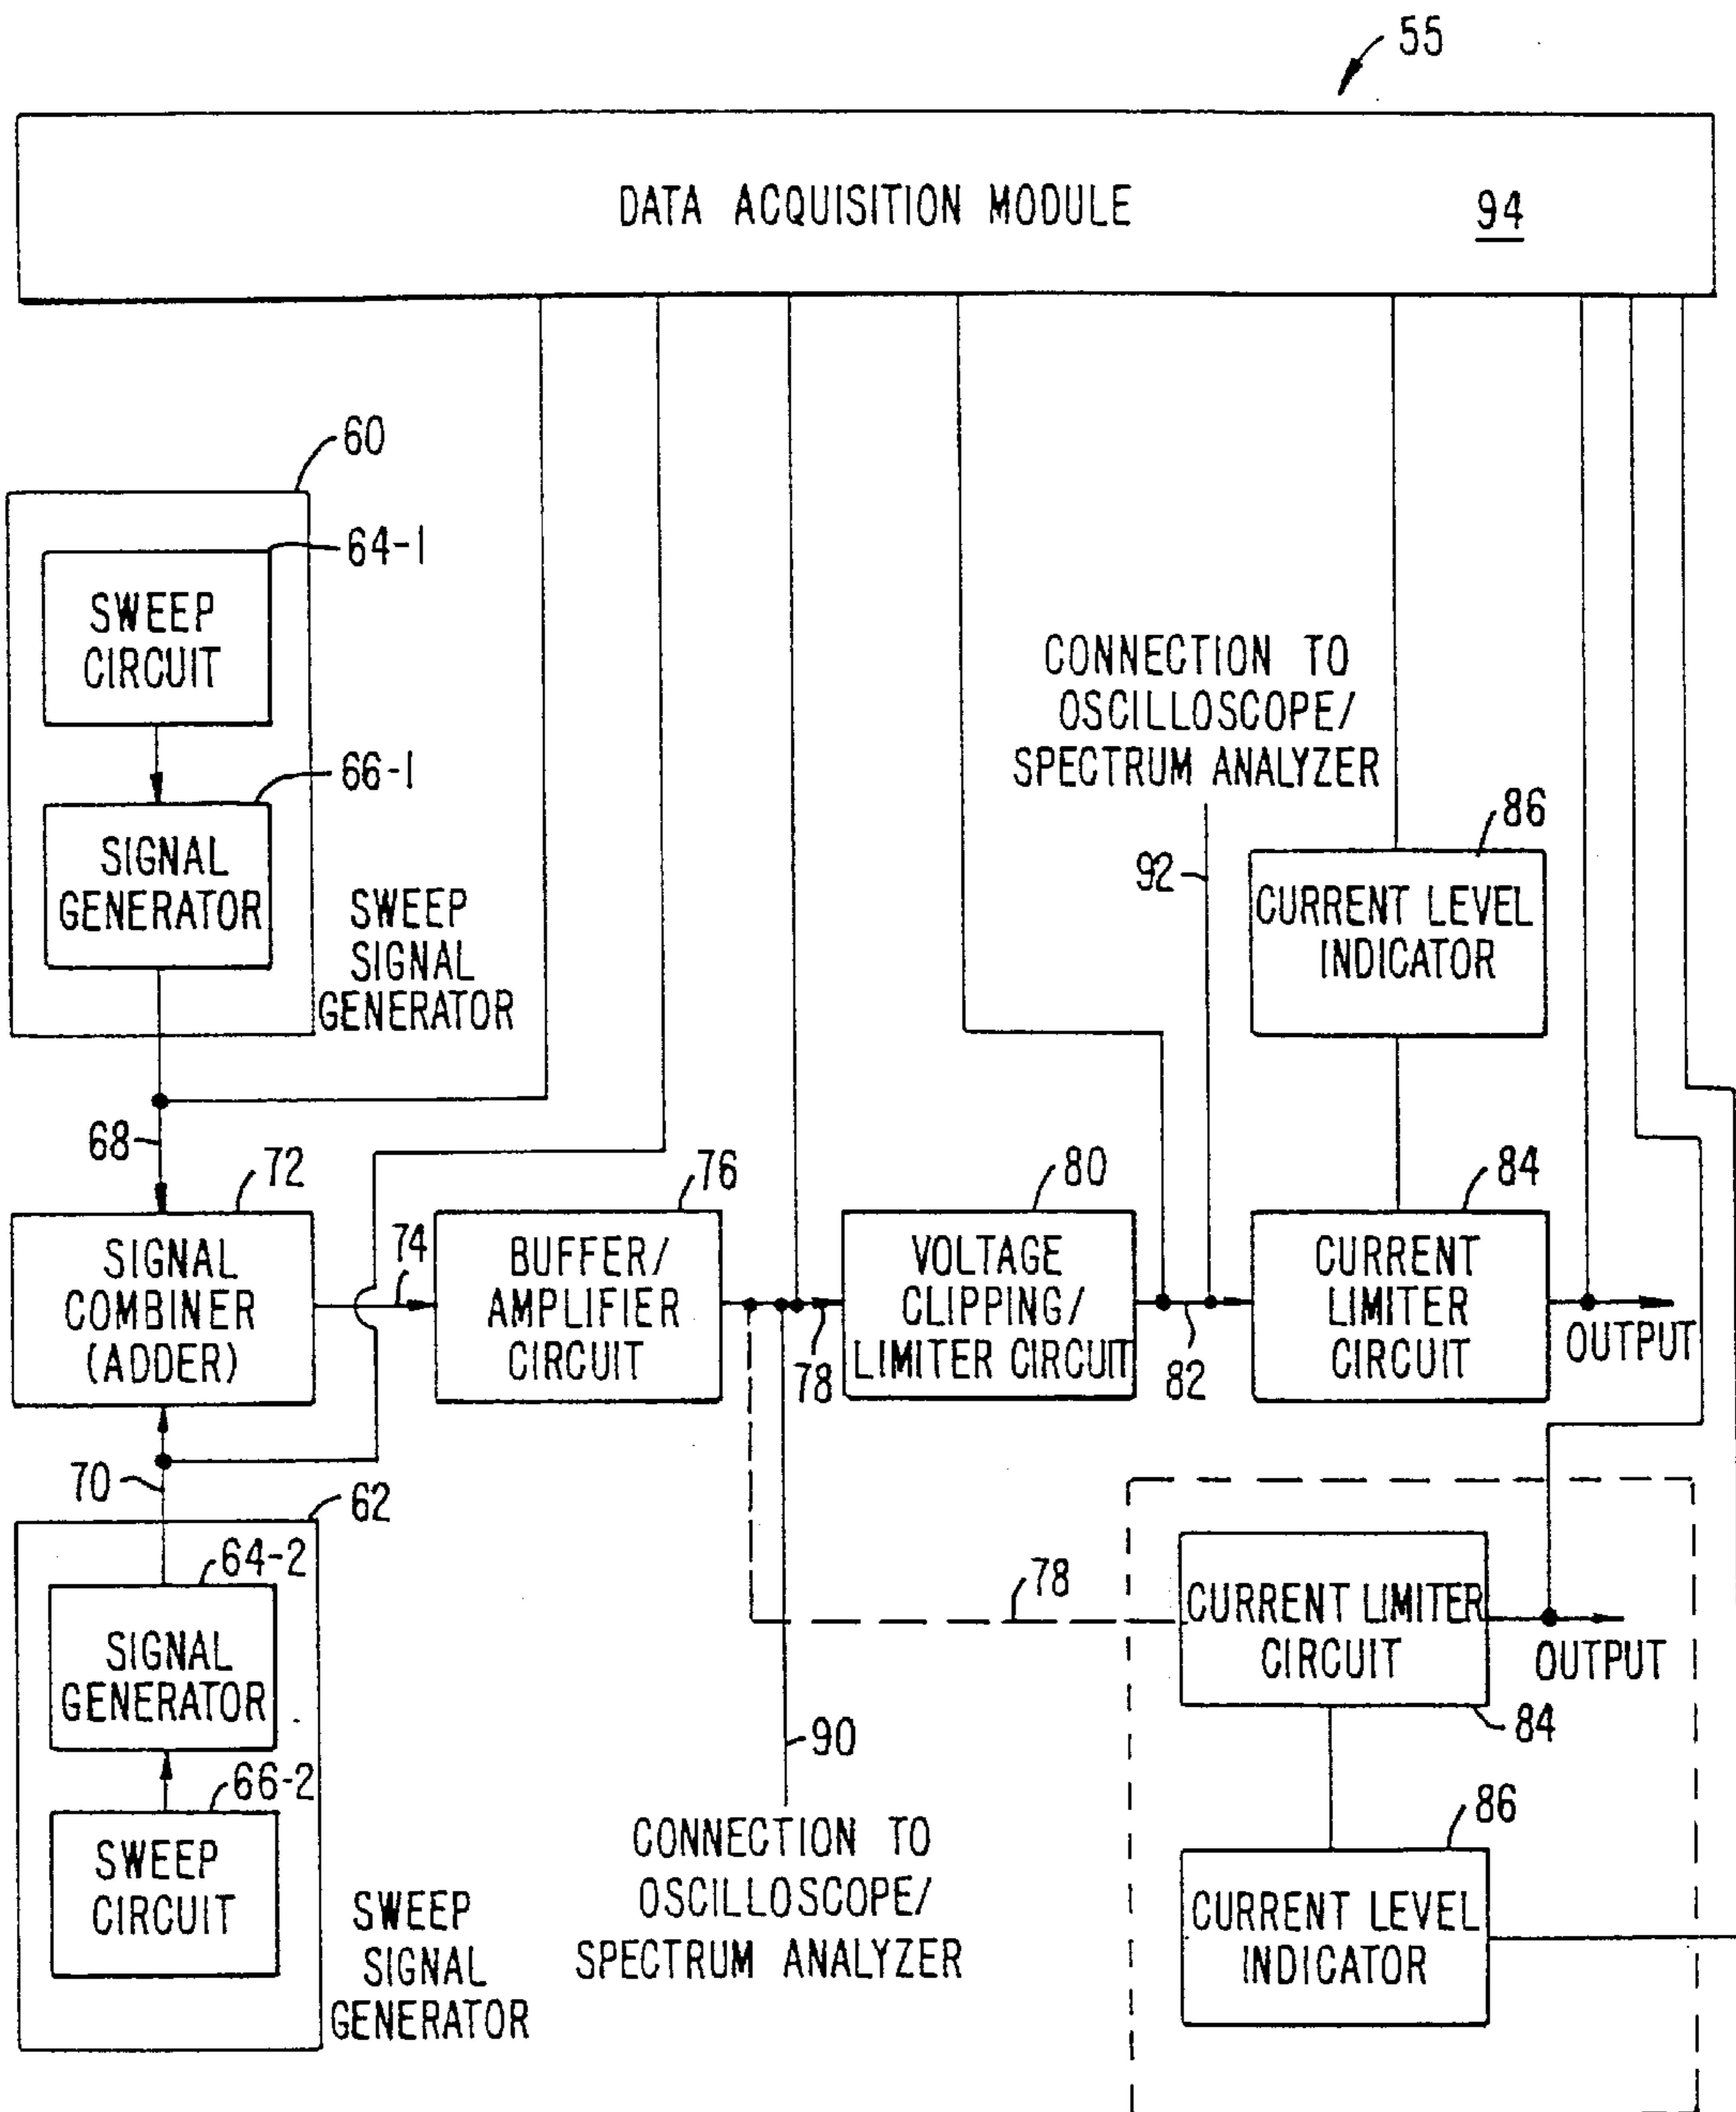 55
DATA ACQUISITION MODULE
94
60
64-1
SWEEP
CIRCUIT
66-1
SIGNAL
GENERATOR
SWEEP
SIGNAL
GENERATOR
CONNECTION TO
OSCILLOSCOPE/
SPECTRUM ANALYZER
92
86
CURRENT LEVEL
INDICATOR
68
72
SIGNAL
COMBINER
(ADDER)
74
76
BUFFER/
AMPLIFIER
CIRCUIT
78
80
VOLTAGE
CLIPPING/
LIMITER CIRCUIT
82
84
CURRENT
LIMITER
CIRCUIT
OUTPUT
70
62
64-2
SIGNAL
GENERATOR
66-2
SWEEP
CIRCUIT
SWEEP
SIGNAL
GENERATOR
90
CONNECTION TO
OSCILLOSCOPE/
SPECTRUM ANALYZER
78
CURRENT LIMITER
CIRCUIT
OUTPUT
84
86
CURRENT LEVEL
INDICATOR